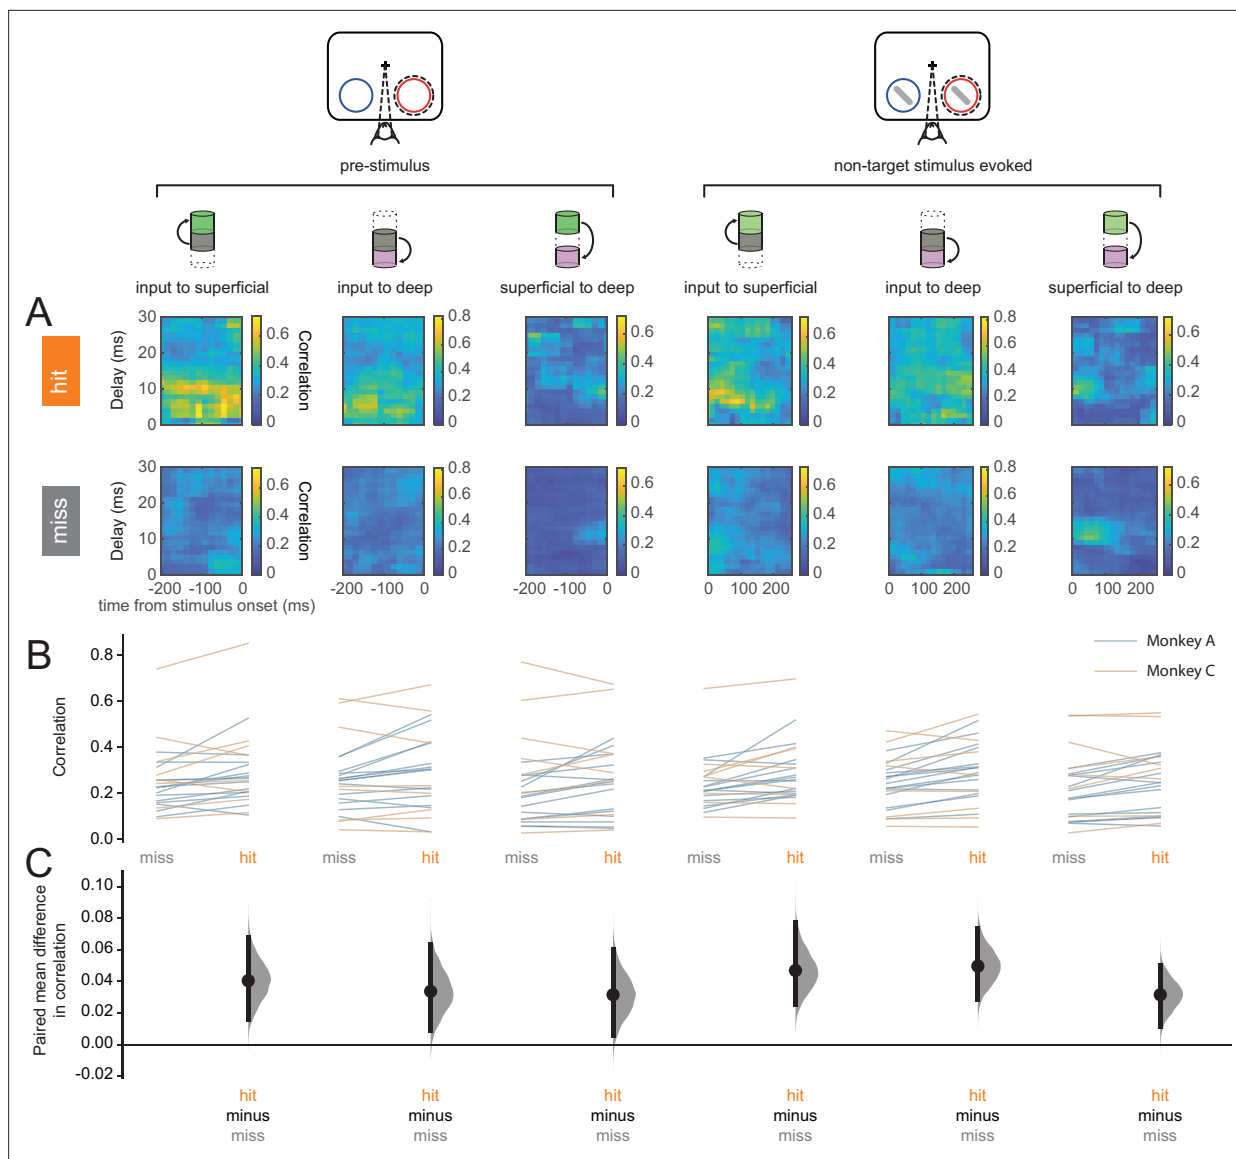 pre-stimulus
non-target stimulus evoked
input to superficial
input to deep
superficial to deep
input to superficial
input to deep
superficial to deep
A
hit
Delay (ms)
30
20
10
0
0.6
0.4
0.2
0
Correlation
0.8
0.6
0.4
0.2
0
0.6
0.4
0.2
0
0.6
0.4
0.2
0
0.8
0.6
0.4
0.2
0
0.6
0.4
0.2
0
miss
Delay (ms)
30
20
10
0
0.6
0.4
0.2
0
Correlation
0.8
0.6
0.4
0.2
0
0.6
0.4
0.2
0
0.6
0.4
0.2
0
0.8
0.6
0.4
0.2
0
0.6
0.4
0.2
0
-200 -100 0
-200 -100 0
-200 -100 0
0 100 200
0 100 200
0 100 200
time from stimulus onset (ms)
B
Monkey A
Monkey C
Correlation
0.8
0.6
0.4
0.2
0.0
miss hit
miss hit
miss hit
miss hit
miss hit
miss hit
C
Paired mean difference
in correlation
0.10
0.08
0.06
0.04
0.02
0.00
-0.02
hit
minus
miss
hit
minus
miss
hit
minus
miss
hit
minus
miss
hit
minus
miss
hit
minus
miss